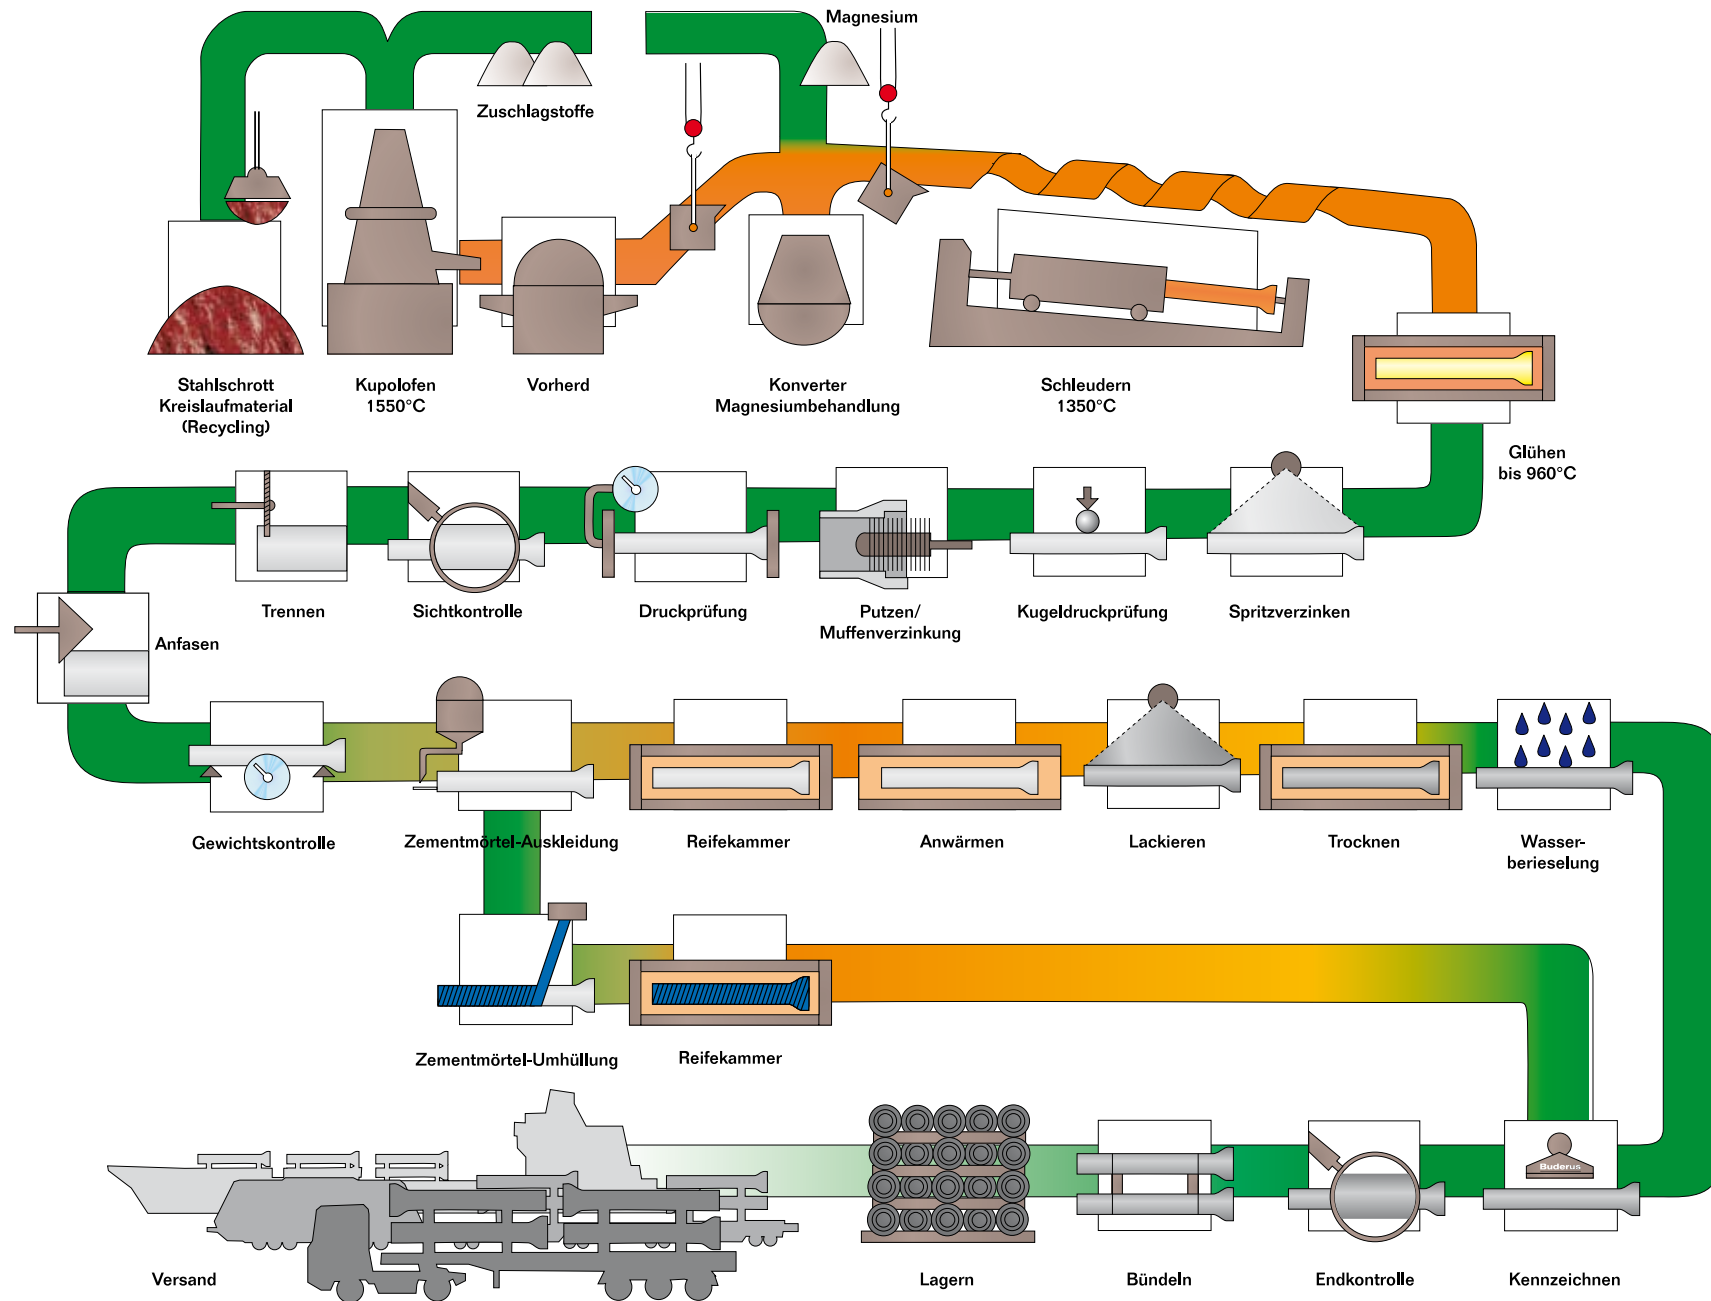 Magnesium
Zuschlagstoffe
Stahlschrott
Kreislaufmaterial
(Recycling)
Kupolofen
1550°C
Vorherd
Konverter
Magnesiumbehandlung
Schleudern
1350°C
Glühen
bis 960°C
Trennen
Sichtkontrolle
Druckprüfung
Putzen/
Muffenverzinkung
Kugeldruckprüfung
Spritzverzinken
Anfasen
Gewichtskontrolle
Zementmörtel-Auskleidung
Reifekammer
Anwärmen
Lackieren
Trocknen
Wasser-
berieselung
Zementmörtel-Umhüllung
Reifekammer
Buderus
Versand
Lagern
Bündeln
Endkontrolle
Kennzeichnen